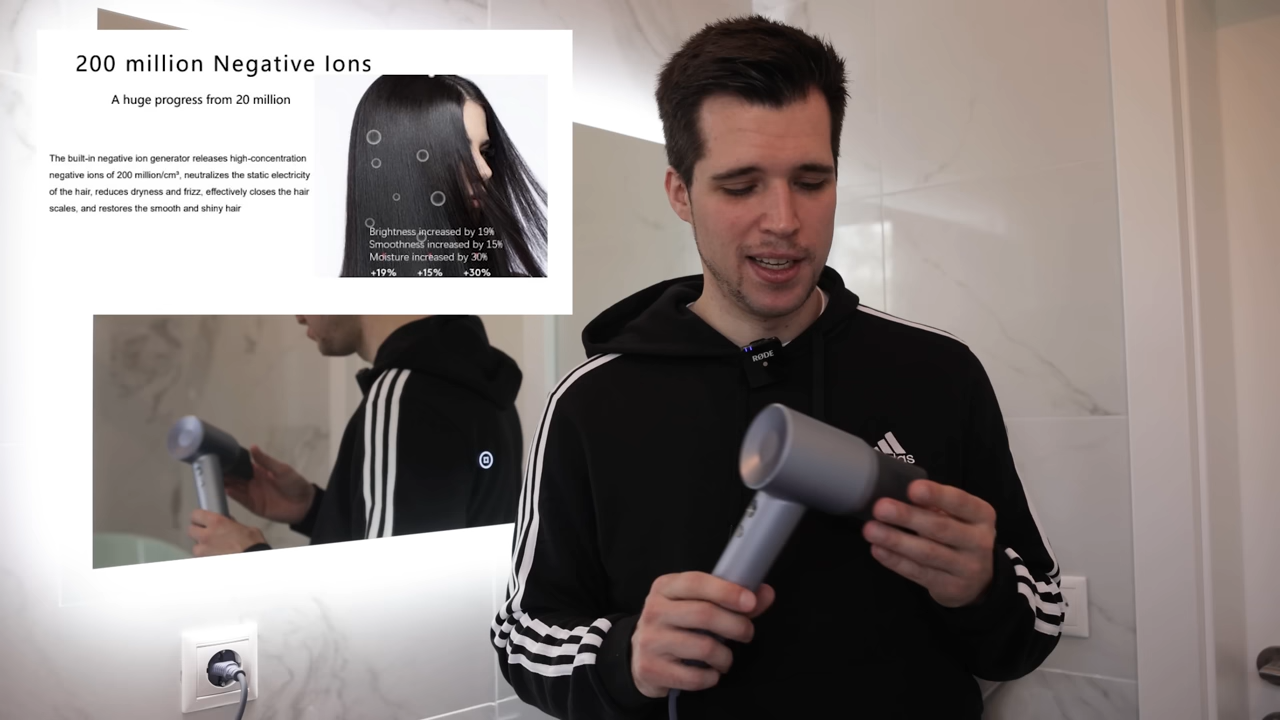 200 million Negative Ions
A huge progress from 20 million
The built-in negative ion generator releases high-concentration
negative ions of 200 million/cm³, neutralizes the static electricity
of the hair, reduces dryness and frizz, effectively closes the hair
scales, and restores the smooth and shiny hair
Brightness increased by 19%
Smoothness increased by 15%
Moisture increased by 30%
+19% +15% +30%
RØDE